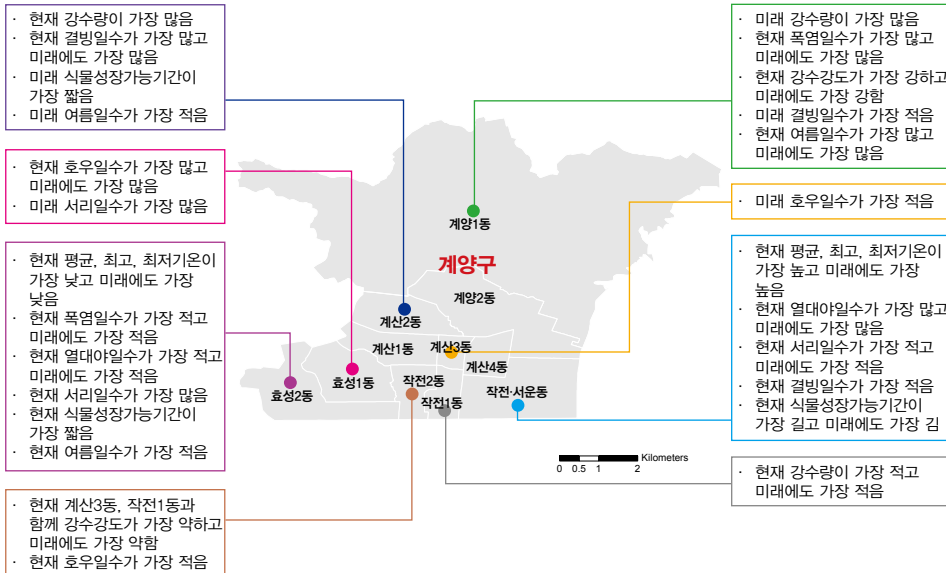 · 현재 강수량이 가장 많음
· 현재 결빙일수가 가장 많고
미래에도 가장 많음
· 미래 식물성장가능기간이
가장 짧음
· 미래 여름일수가 가장 적음
· 현재 호우일수가 가장 많고
미래에도 가장 많음
· 미래 서리일수가 가장 많음
· 현재 평균, 최고, 최저기온이
가장 낮고 미래에도 가장
낮음
· 현재 폭염일수가 가장 적고
미래에도 가장 적음
· 현재 열대야일수가 가장 적고
미래에도 가장 적음
· 현재 서리일수가 가장 많음
· 현재 식물성장가능기간이
가장 짧음
· 현재 여름일수가 가장 적음
· 현재 계산3동, 작전1동과
함께 강수강도가 가장 약하고
미래에도 가장 약함
· 현재 호우일수가 가장 적음
계양1동
계양구
계양2동
계산2동
계산1동
계산3동
계산4동
효성2동
효성1동
작전2동
작전1동
작전·서운동
Kilometers
0 0.5 1 2
· 미래 강수량이 가장 많음
· 현재 폭염일수가 가장 많고
미래에도 가장 많음
· 현재 강수강도가 가장 강하고
미래에도 가장 강함
· 미래 결빙일수가 가장 적음
· 현재 여름일수가 가장 많고
미래에도 가장 많음
· 미래 호우일수가 가장 적음
· 현재 평균, 최고, 최저기온이
가장 높고 미래에도 가장
높음
· 현재 열대야일수가 가장 많고
미래에도 가장 많음
· 현재 서리일수가 가장 적고
미래에도 가장 적음
· 현재 결빙일수가 가장 적음
· 현재 식물성장가능기간이
가장 길고 미래에도 가장 김
· 현재 강수량이 가장 적고
미래에도 가장 적음